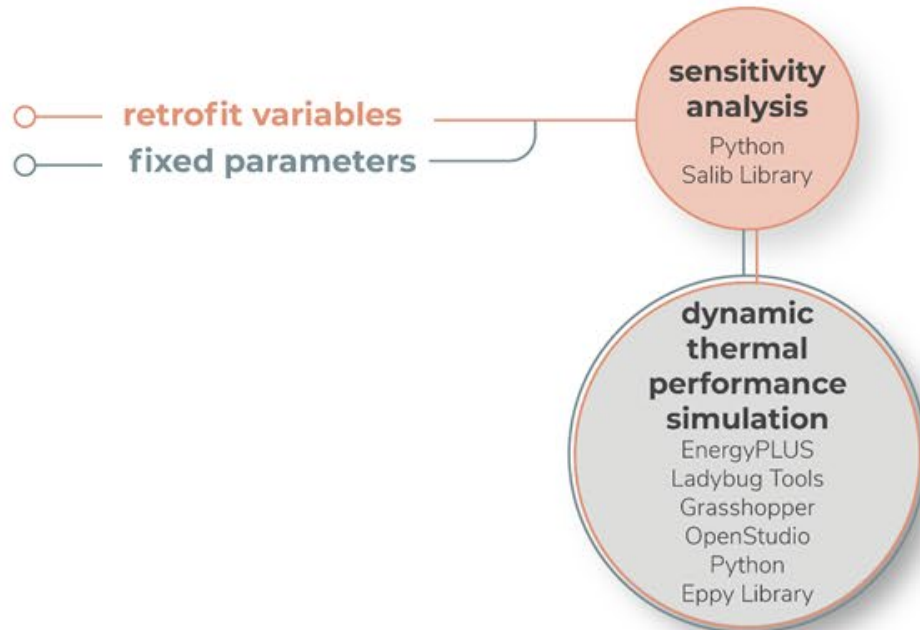 retrofit variables
fixed parameters
sensitivity
analysis
Python
Salib Library
dynamic
thermal
performance
simulation
EnergyPLUS
Ladybug Tools
Grasshopper
OpenStudio
Python
Eppy Library